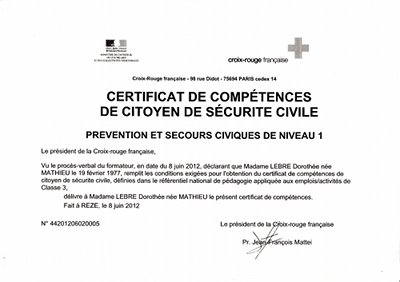 croix-rouge française
Croix-Rouge française - 98 rue Didot - 75694 PARIS cedex 14
CERTIFICAT DE COMPÉTENCES
DE CITOYEN DE SÉCURITE CIVILE
PREVENTION ET SECOURS CIVIQUES DE NIVEAU 1
Le président de la Croix-rouge française,
Vu le procès-verbal du formateur, en date du 8 juin 2012, déclarant que Madame LEBRE Dorothée née
MATHIEU le 19 février 1977, remplit les conditions exigées pour l'obtention du certificat de compétences de
citoyen de sécurité civile, définies dans le référentiel national de pédagogie appliquée aux emplois/activités de
Classe 3,
délivre à Madame LEBRE Dorothée née MATHIEU le présent certificat de compétences.
Fait à REZE, le 8 juin 2012
N° 44201206020005
Le président de la Croix-rouge française
Pr. Jean-François Mattei